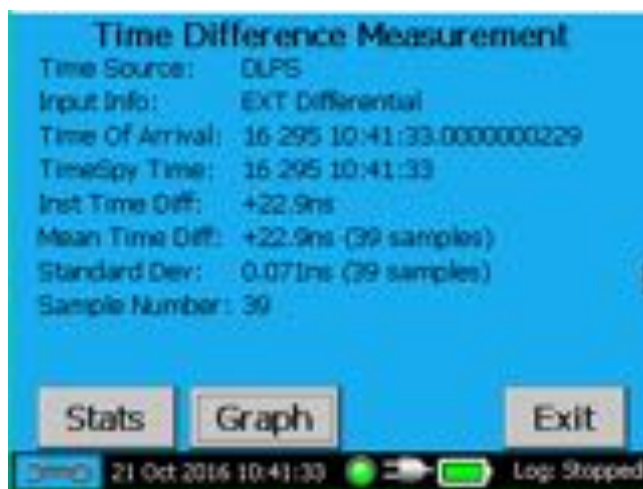 Time Difference Measurement
Time Source: DLPS
Input Info: EXT Differential
Time Of Arrival: 16 295 10:41:33.0000000229
TimeSpy Time: 16 295 10:41:33
Inst Time Diff: +22.9ns
Mean Time Diff: +22.9ns (39 samples)
Standard Dev: 0.071ns (39 samples)
Sample Number: 39
Stats Graph Exit
21 Oct 2016 10:41:33 Log: Stopped